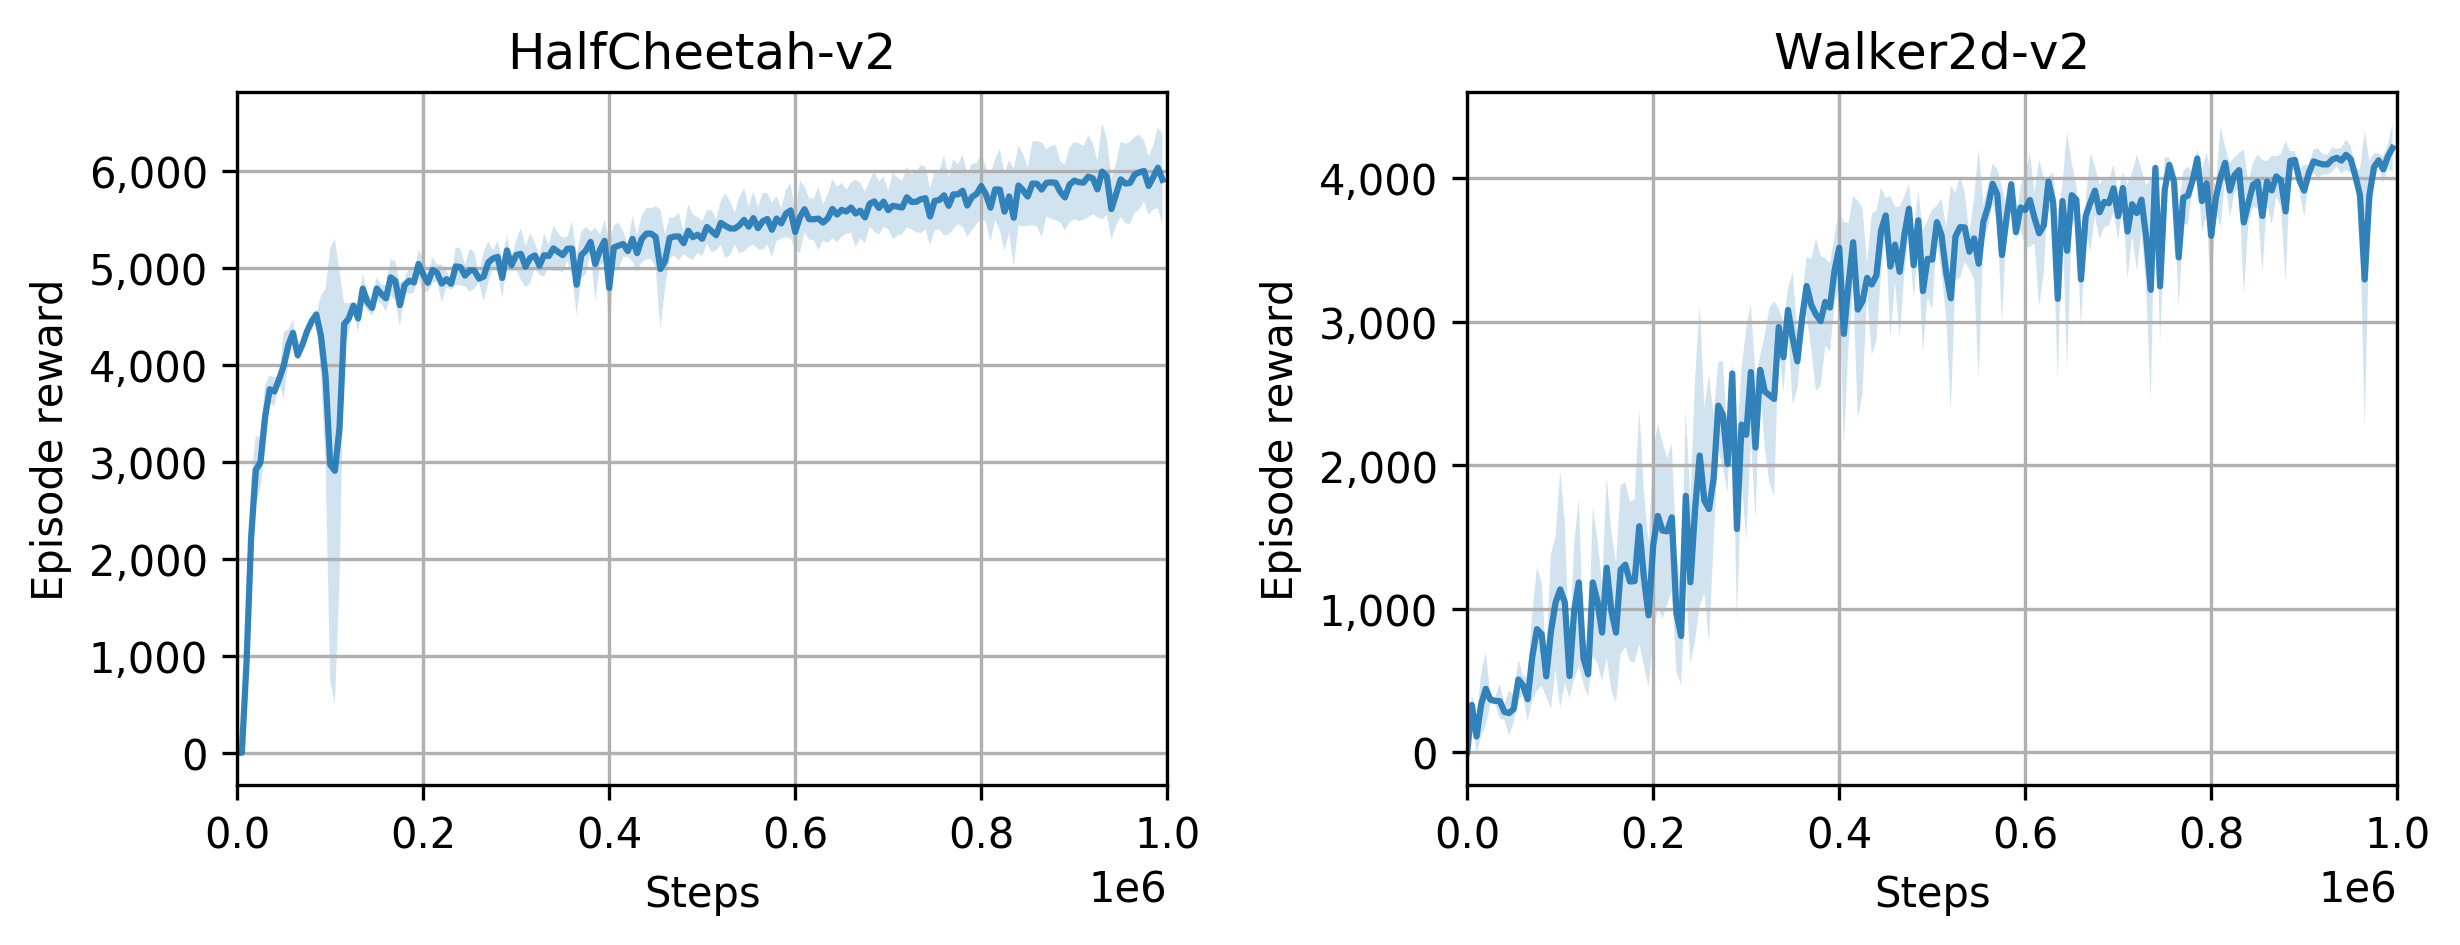 HalfCheetah-v2
Episode reward
6,000
5,000
4,000
3,000
2,000
1,000
0
0.0 0.2 0.4 0.6 0.8 1.0
Steps
1e6
Walker2d-v2
Episode reward
4,000
3,000
2,000
1,000
0
0.0 0.2 0.4 0.6 0.8 1.0
Steps
1e6